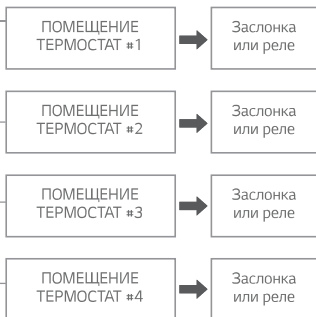 ПОМЕЩЕНИЕ
ТЕРМОСТАТ #1
Заслонка
или реле
ПОМЕЩЕНИЕ
ТЕРМОСТАТ #2
Заслонка
или реле
ПОМЕЩЕНИЕ
ТЕРМОСТАТ #3
Заслонка
или реле
ПОМЕЩЕНИЕ
ТЕРМОСТАТ #4
Заслонка
или реле